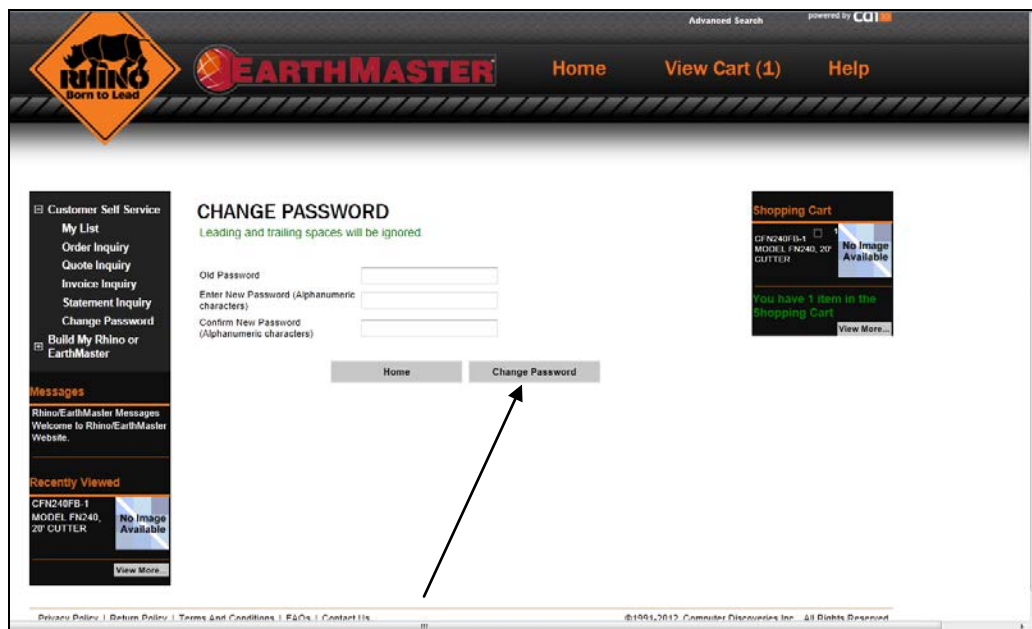 Advanced Search
powered by CDI
RHINO
Born to Lead
EARTHMASTER
Home
View Cart (1)
Help
Customer Self Service
My List
Order Inquiry
Quote Inquiry
Invoice Inquiry
Statement Inquiry
Change Password
Build My Rhino or
EarthMaster
Messages
Rhino/EarthMaster Messages
Welcome to Rhino/EarthMaster
Website.
Recently Viewed
CFN240FB-1
MODEL FN240,
20' CUTTER
No Image
Available
View More...
CHANGE PASSWORD
Leading and trailing spaces will be ignored.
Old Password
Enter New Password (Alphanumeric
characters)
Confirm New Password
(Alphanumeric characters)
Home
Change Password
Shopping Cart
CFN240FB-1
1
MODEL FN240, 20'
CUTTER
No Image
Available
You have 1 item in the
Shopping Cart
View More...
Privacy Policy | Return Policy | Terms And Conditions | FAQs | Contact Us
©1991-2012 Computer Discoveries Inc. All Rights Reserved